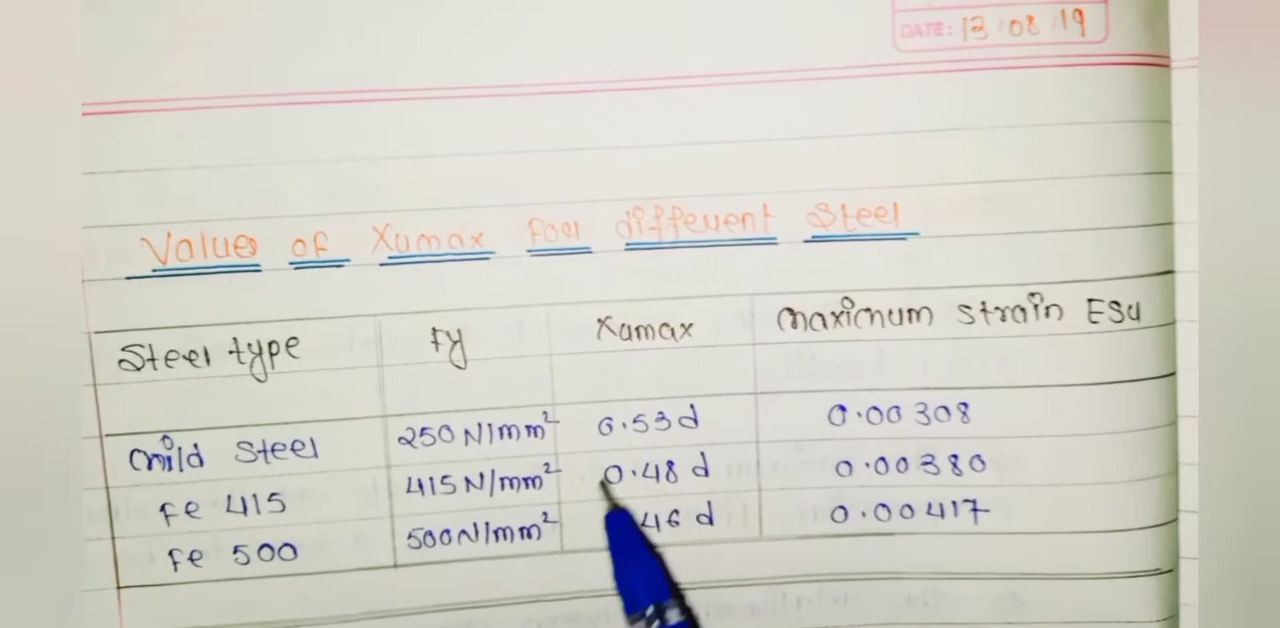 DATE: 13/08/19
Values of Xumax for different Steel
Steel type fy Xumax Maximum strain ESu
Mild Steel 250 N/mm² 0.53d 0.00308
fe 415 415 N/mm² 0.48 d 0.00380
fe 500 500 N/mm² 46 d 0.00417